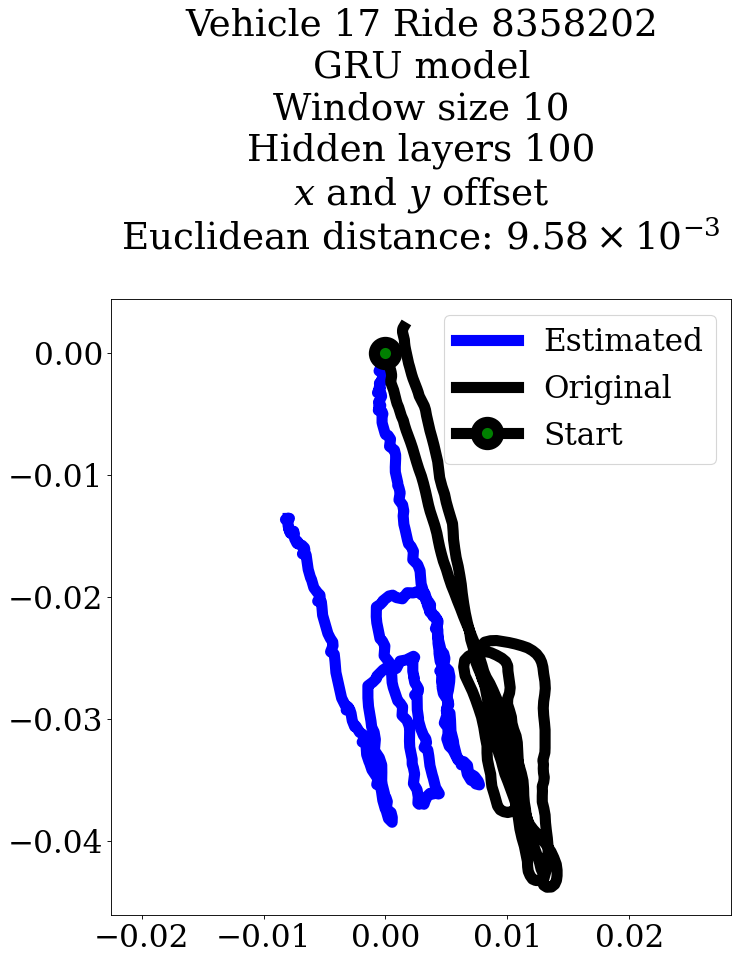 Vehicle 17 Ride 8358202
GRU model
Window size 10
Hidden layers 100
x and y offset
Euclidean distance: 9.58 × 10⁻³
Estimated
Original
Start
0.00
−0.01
−0.02
−0.03
−0.04
−0.02
−0.01
0.00
0.01
0.02